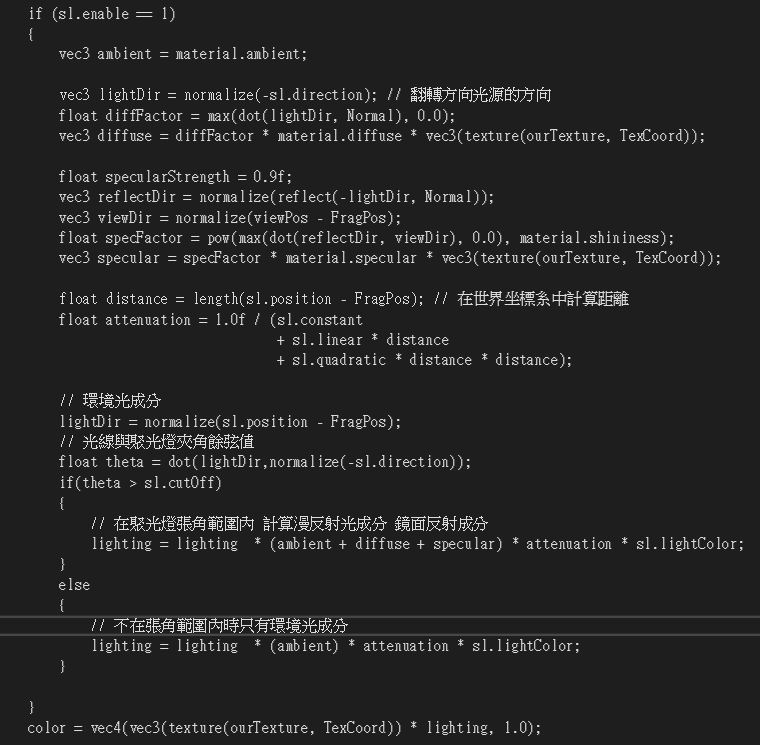 if (sl.enable == 1)
{
vec3 ambient = material.ambient;
vec3 lightDir = normalize(-sl.direction); // 翻轉方向光源的方向
float diffFactor = max(dot(lightDir, Normal), 0.0);
vec3 diffuse = diffFactor * material.diffuse * vec3(texture(ourTexture, TexCoord));
float specularStrength = 0.9f;
vec3 reflectDir = normalize(reflect(-lightDir, Normal));
vec3 viewDir = normalize(viewPos - FragPos);
float specFactor = pow(max(dot(reflectDir, viewDir), 0.0), material.shininess);
vec3 specular = specFactor * material.specular * vec3(texture(ourTexture, TexCoord));
float distance = length(sl.position - FragPos); // 在世界坐標系中計算距離
float attenuation = 1.0f / (sl.constant
+ sl.linear * distance
+ sl.quadratic * distance * distance);
// 環境光成分
lightDir = normalize(sl.position - FragPos);
// 光線與聚光燈夾角餘弦值
float theta = dot(lightDir,normalize(-sl.direction));
if(theta > sl.cutOff)
{
// 在聚光燈張角範圍內 計算漫反射光成分 鏡面反射成分
lighting = lighting  * (ambient + diffuse + specular) * attenuation * sl.lightColor;
}
else
{
// 不在張角範圍內時只有環境光成分
lighting = lighting  * (ambient) * attenuation * sl.lightColor;
}
}
color = vec4(vec3(texture(ourTexture, TexCoord)) * lighting, 1.0);